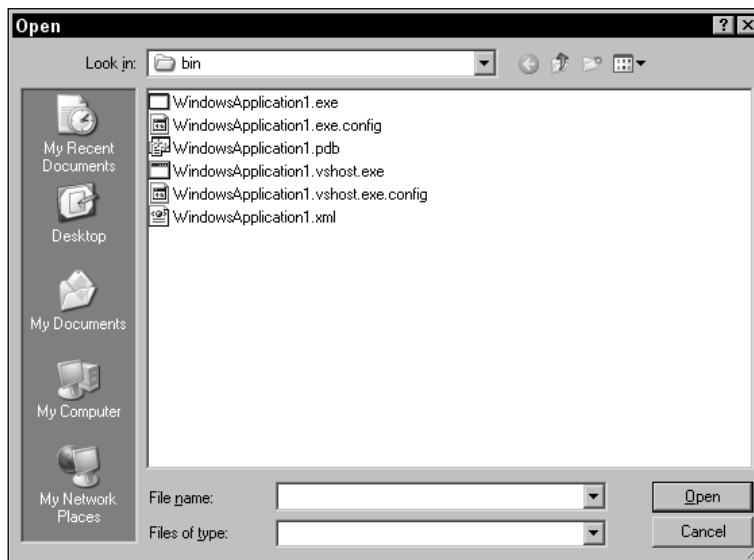 Open
Look in: bin
WindowsApplication1.exe
WindowsApplication1.exe.config
WindowsApplication1.pdb
WindowsApplication1.vshost.exe
WindowsApplication1.vshost.exe.config
WindowsApplication1.xml
My Recent
Documents
Desktop
My Documents
My Computer
My Network
Places
File name:
Open
Files of type:
Cancel